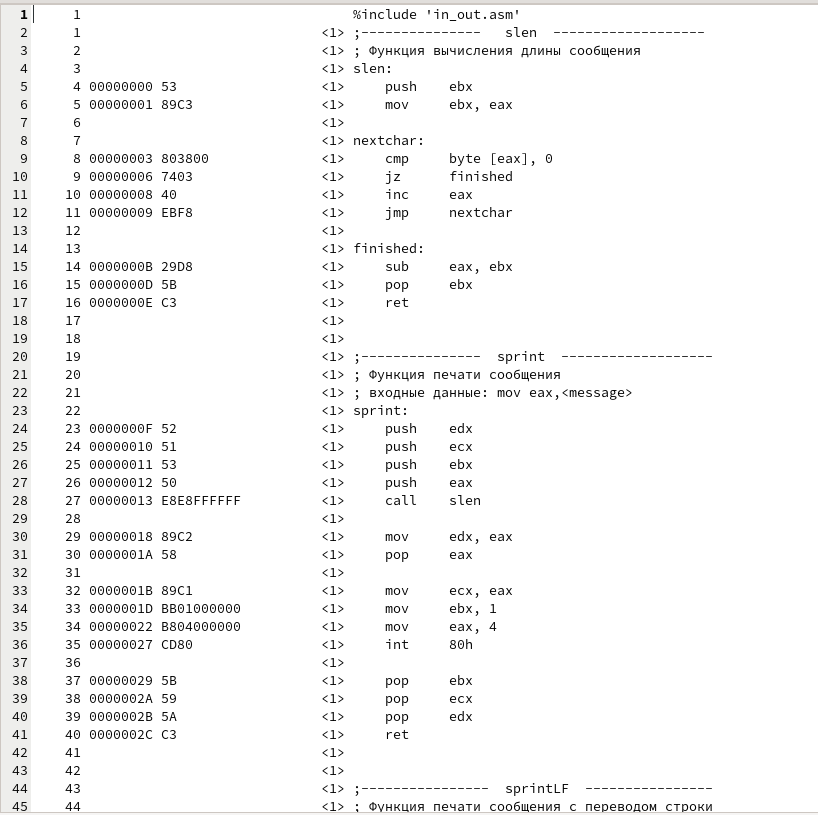 1 1 %include 'in_out.asm'
2 1 <1> ;--------------- slen -------------------
3 2 <1> ; Функция вычисления длины сообщения
4 3 <1> slen:
5 4 00000000 53 <1> push ebx
6 5 00000001 89C3 <1> mov ebx, eax
7 6 <1>
8 7 <1> nextchar:
9 8 00000003 803800 <1> cmp byte [eax], 0
10 9 00000006 7403 <1> jz finished
11 10 00000008 40 <1> inc eax
12 11 00000009 EBF8 <1> jmp nextchar
13 12 <1>
14 13 <1> finished:
15 14 0000000B 29D8 <1> sub eax, ebx
16 15 0000000D 5B <1> pop ebx
17 16 0000000E C3 <1> ret
18 17 <1>
19 18 <1>
20 19 <1> ;--------------- sprint -------------------
21 20 <1> ; Функция печати сообщения
22 21 <1> ; входные данные: mov eax,<message>
23 22 <1> sprint:
24 23 0000000F 52 <1> push edx
25 24 00000010 51 <1> push ecx
26 25 00000011 53 <1> push ebx
27 26 00000012 50 <1> push eax
28 27 00000013 E8E8FFFFFF <1> call slen
29 28 <1>
30 29 00000018 89C2 <1> mov edx, eax
31 30 0000001A 58 <1> pop eax
32 31 <1>
33 32 0000001B 89C1 <1> mov ecx, eax
34 33 0000001D BB01000000 <1> mov ebx, 1
35 34 00000022 B804000000 <1> mov eax, 4
36 35 00000027 CD80 <1> int 80h
37 36 <1>
38 37 00000029 5B <1> pop ebx
39 38 0000002A 59 <1> pop ecx
40 39 0000002B 5A <1> pop edx
41 40 0000002C C3 <1> ret
42 41 <1>
43 42 <1>
44 43 <1> ;---------------- sprintLF ----------------
45 44 <1> ; Функция печати сообщения с переводом строки